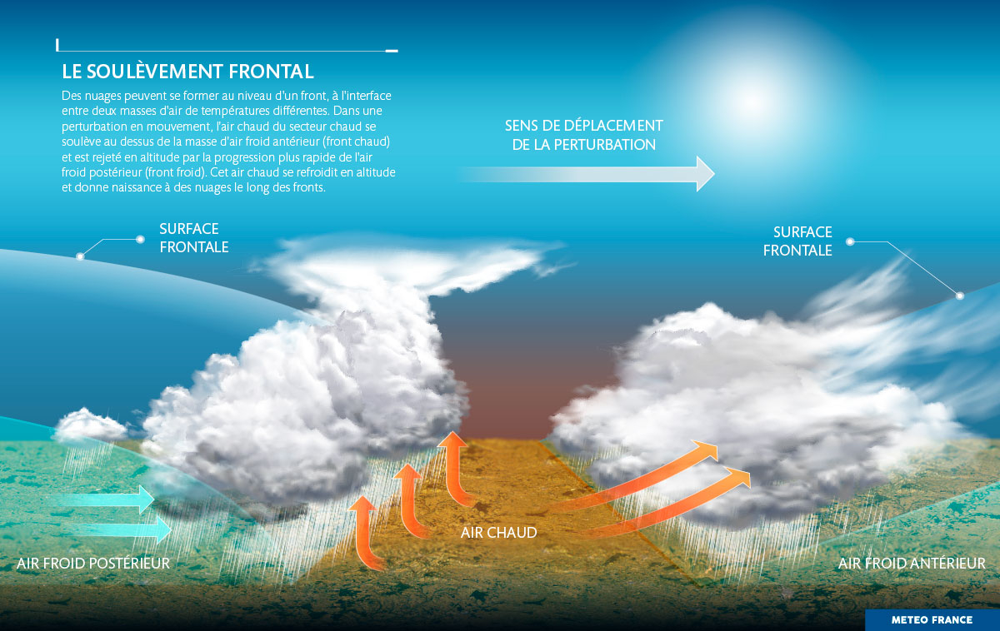 LE SOULÈVEMENT FRONTAL
Des nuages peuvent se former au niveau d'un front, à l'interface
entre deux masses d'air de températures différentes. Dans une
perturbation en mouvement, l'air chaud du secteur chaud se
soulève au dessus de la masse d'air froid antérieur (front chaud)
et est rejeté en altitude par la progression plus rapide de l'air
froid postérieur (front froid). Cet air chaud se refroidit en altitude
et donne naissance à des nuages le long des fronts.
SENS DE DÉPLACEMENT
DE LA PERTURBATION
SURFACE
FRONTALE
SURFACE
FRONTALE
AIR CHAUD
AIR FROID POSTÉRIEUR
AIR FROID ANTÉRIEUR
METEO FRANCE